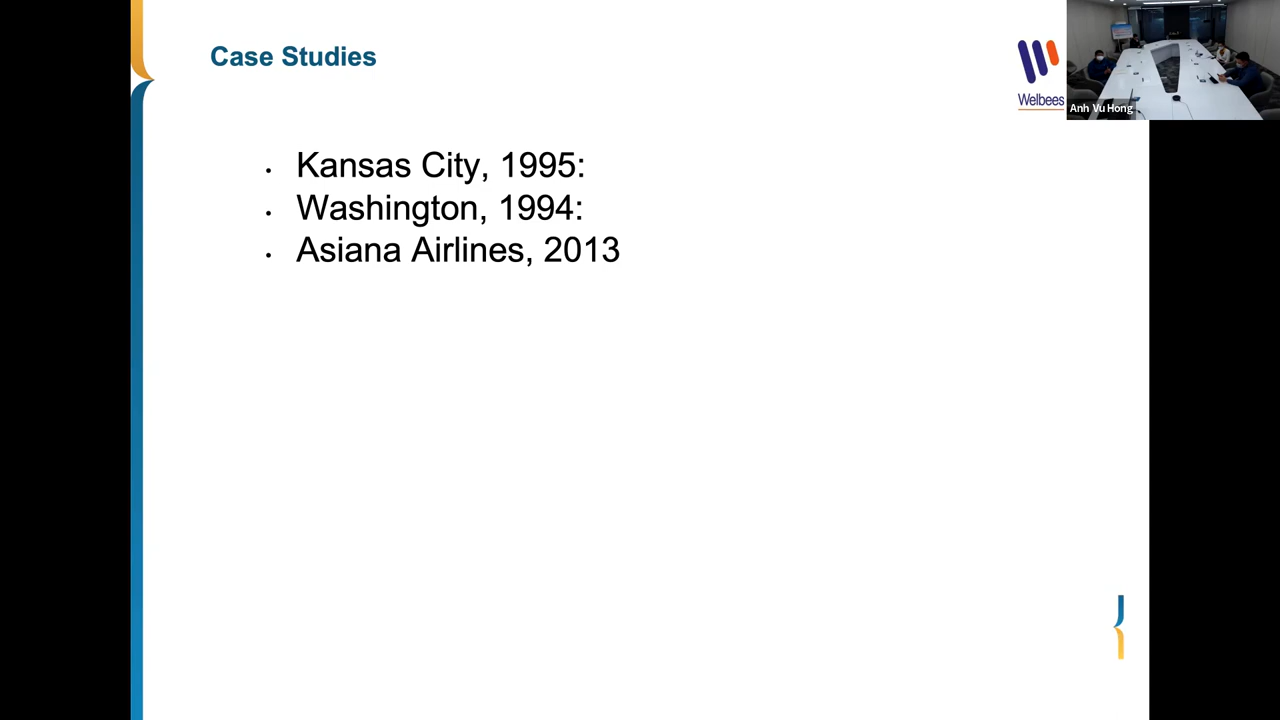 Case Studies
Welbees
Anh Vu Hong
• Kansas City, 1995:
• Washington, 1994:
• Asiana Airlines, 2013